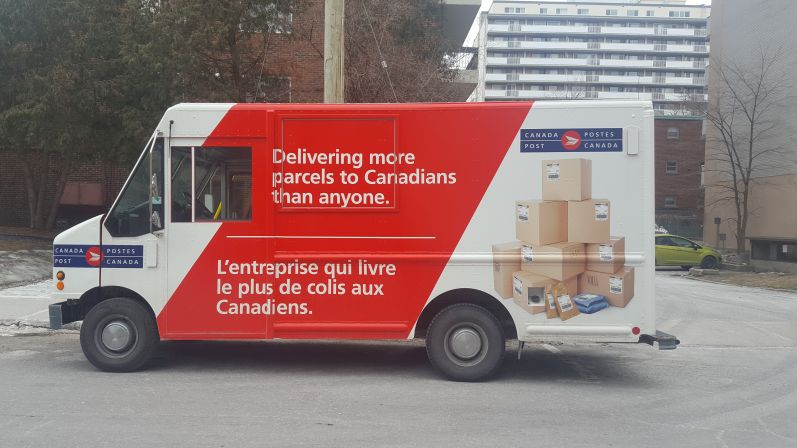 Delivering more
parcels to Canadians
than anyone.
L'entreprise qui livre
le plus de colis aux
Canadiens.
CANADA POSTES
POST CANADA
CANADA POSTES
POST CANADA